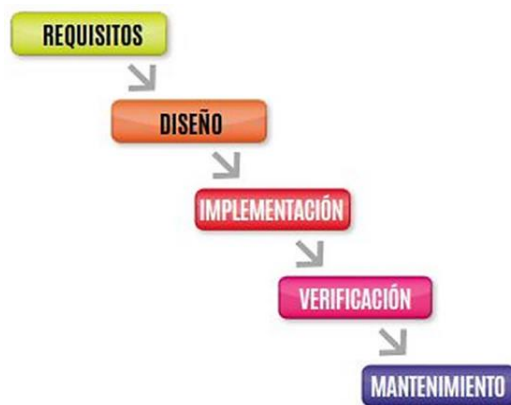 REQUISITOS
DISEÑO
IMPLEMENTACIÓN
VERIFICACIÓN
MANTENIMIENTO